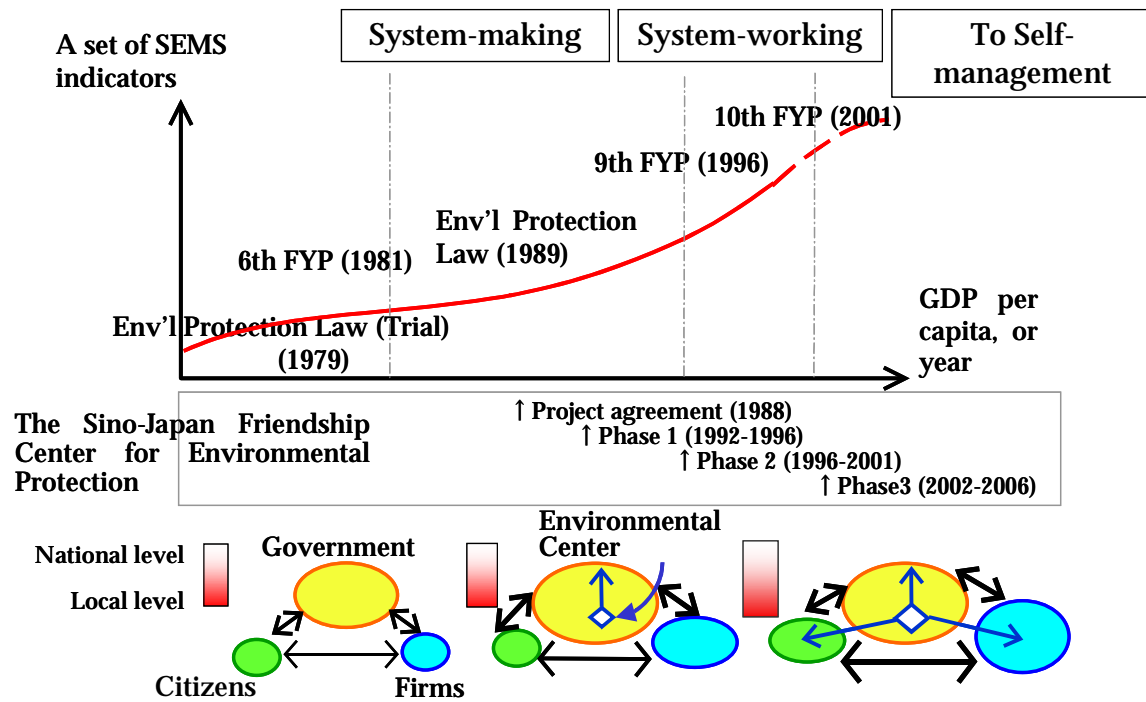 A set of SEMS
indicators
System-making
System-working
To Self-
management
10th FYP (2001)
9th FYP (1996)
Env'l Protection
Law (1989)
6th FYP (1981)
Env'l Protection Law (Trial)
(1979)
GDP per
capita, or
year
The Sino-Japan Friendship
Center for Environmental
Protection
↑ Project agreement (1988)
↑ Phase 1 (1992-1996)
↑ Phase 2 (1996-2001)
↑ Phase3 (2002-2006)
National level
Local level
Government
Citizens
Firms
Environmental
Center